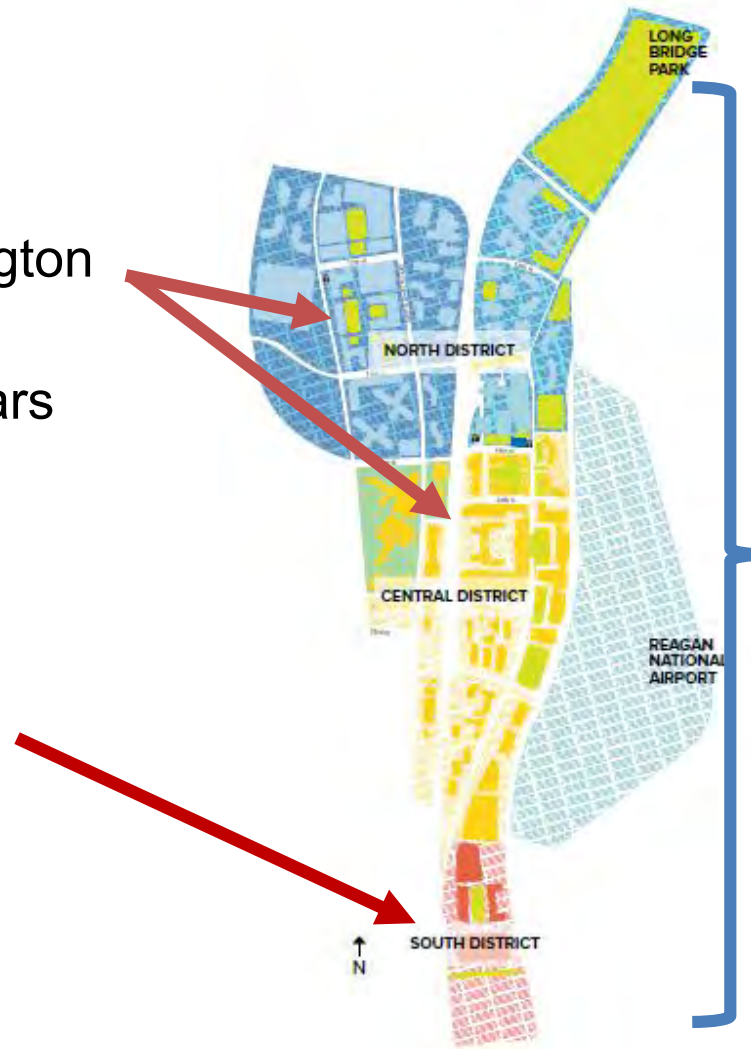 LONG
BRIDGE
PARK
gton
NORTH DISTRICT
ars
CENTRAL DISTRICT
REAGAN
NATIONAL
AIRPORT
SOUTH DISTRICT
N